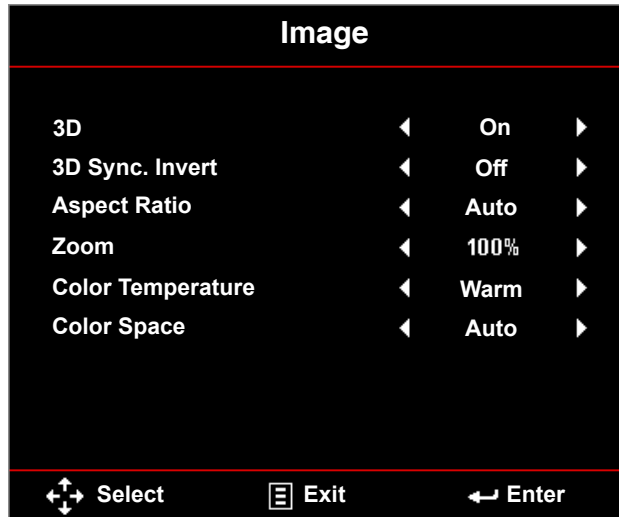 Image
3D On
3D Sync. Invert Off
Aspect Ratio Auto
Zoom 100%
Color Temperature Warm
Color Space Auto
Select Exit Enter